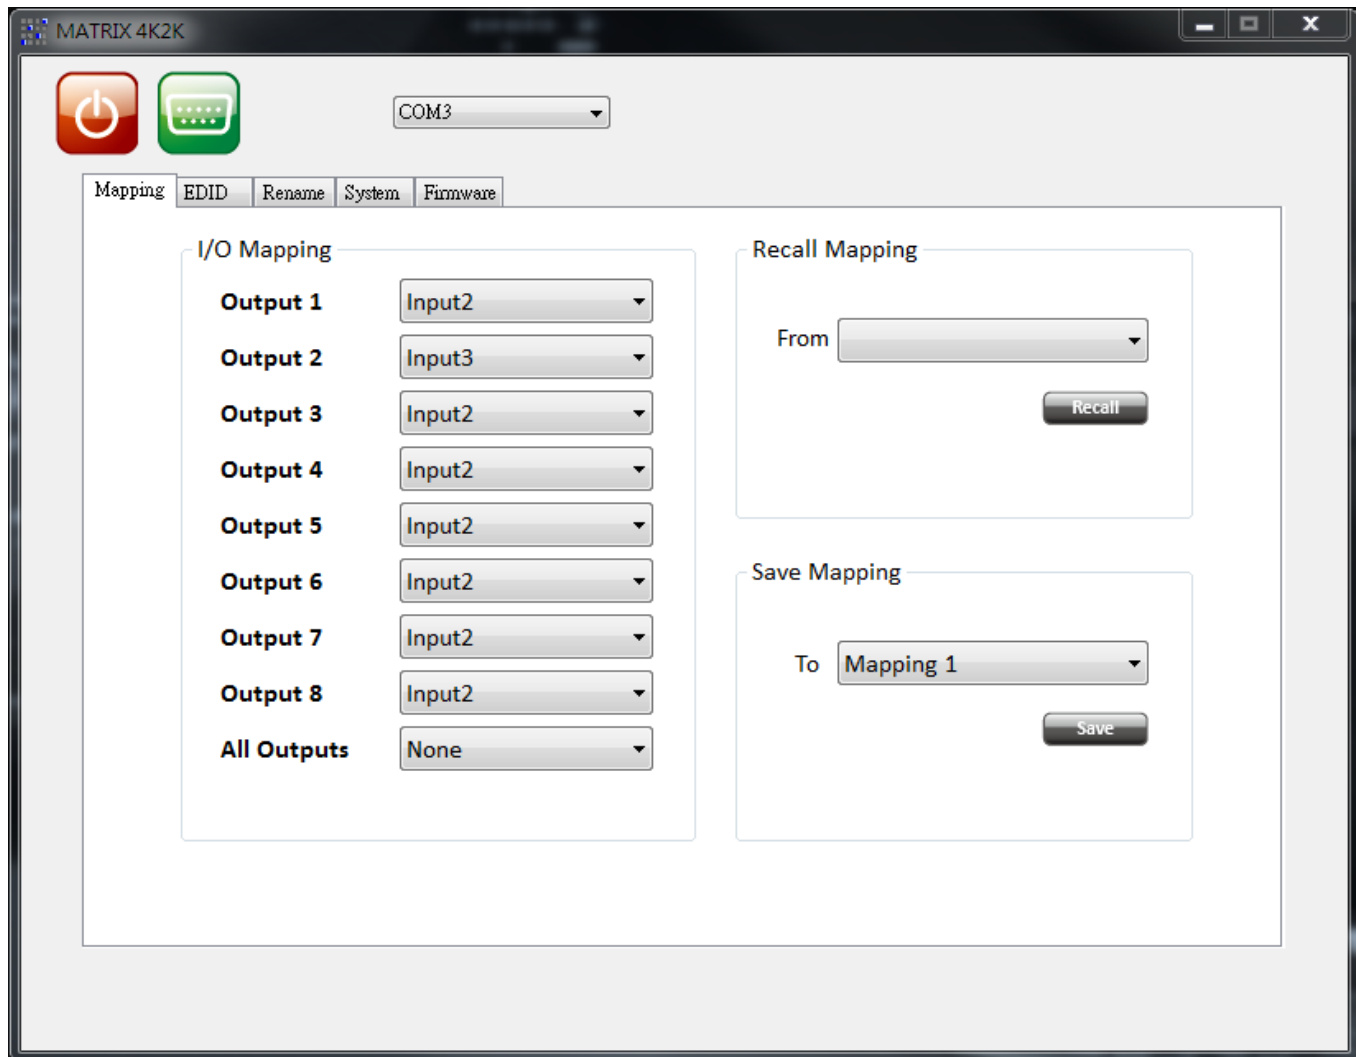 MATRIX 4K2K
COM3
Mapping EDID Rename System Firmware
I/O Mapping
Output 1 Input2
Output 2 Input3
Output 3 Input2
Output 4 Input2
Output 5 Input2
Output 6 Input2
Output 7 Input2
Output 8 Input2
All Outputs None
Recall Mapping
From
Recall
Save Mapping
To Mapping 1
Save